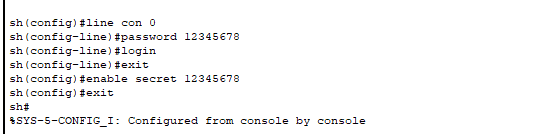 sh(config)#line con 0
sh(config-line)#password 12345678
sh(config-line)#login
sh(config-line)#exit
sh(config)#enable secret 12345678
sh(config)#exit
sh#
%SYS-5-CONFIG_I: Configured from console by console